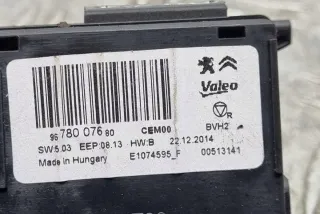 Valeo
96 780 076 80 CEM00
R
BVH2
SW:5.03 EEP:08.13 HW:B 22.12.2014
Made in Hungary E1074595_F 00513141